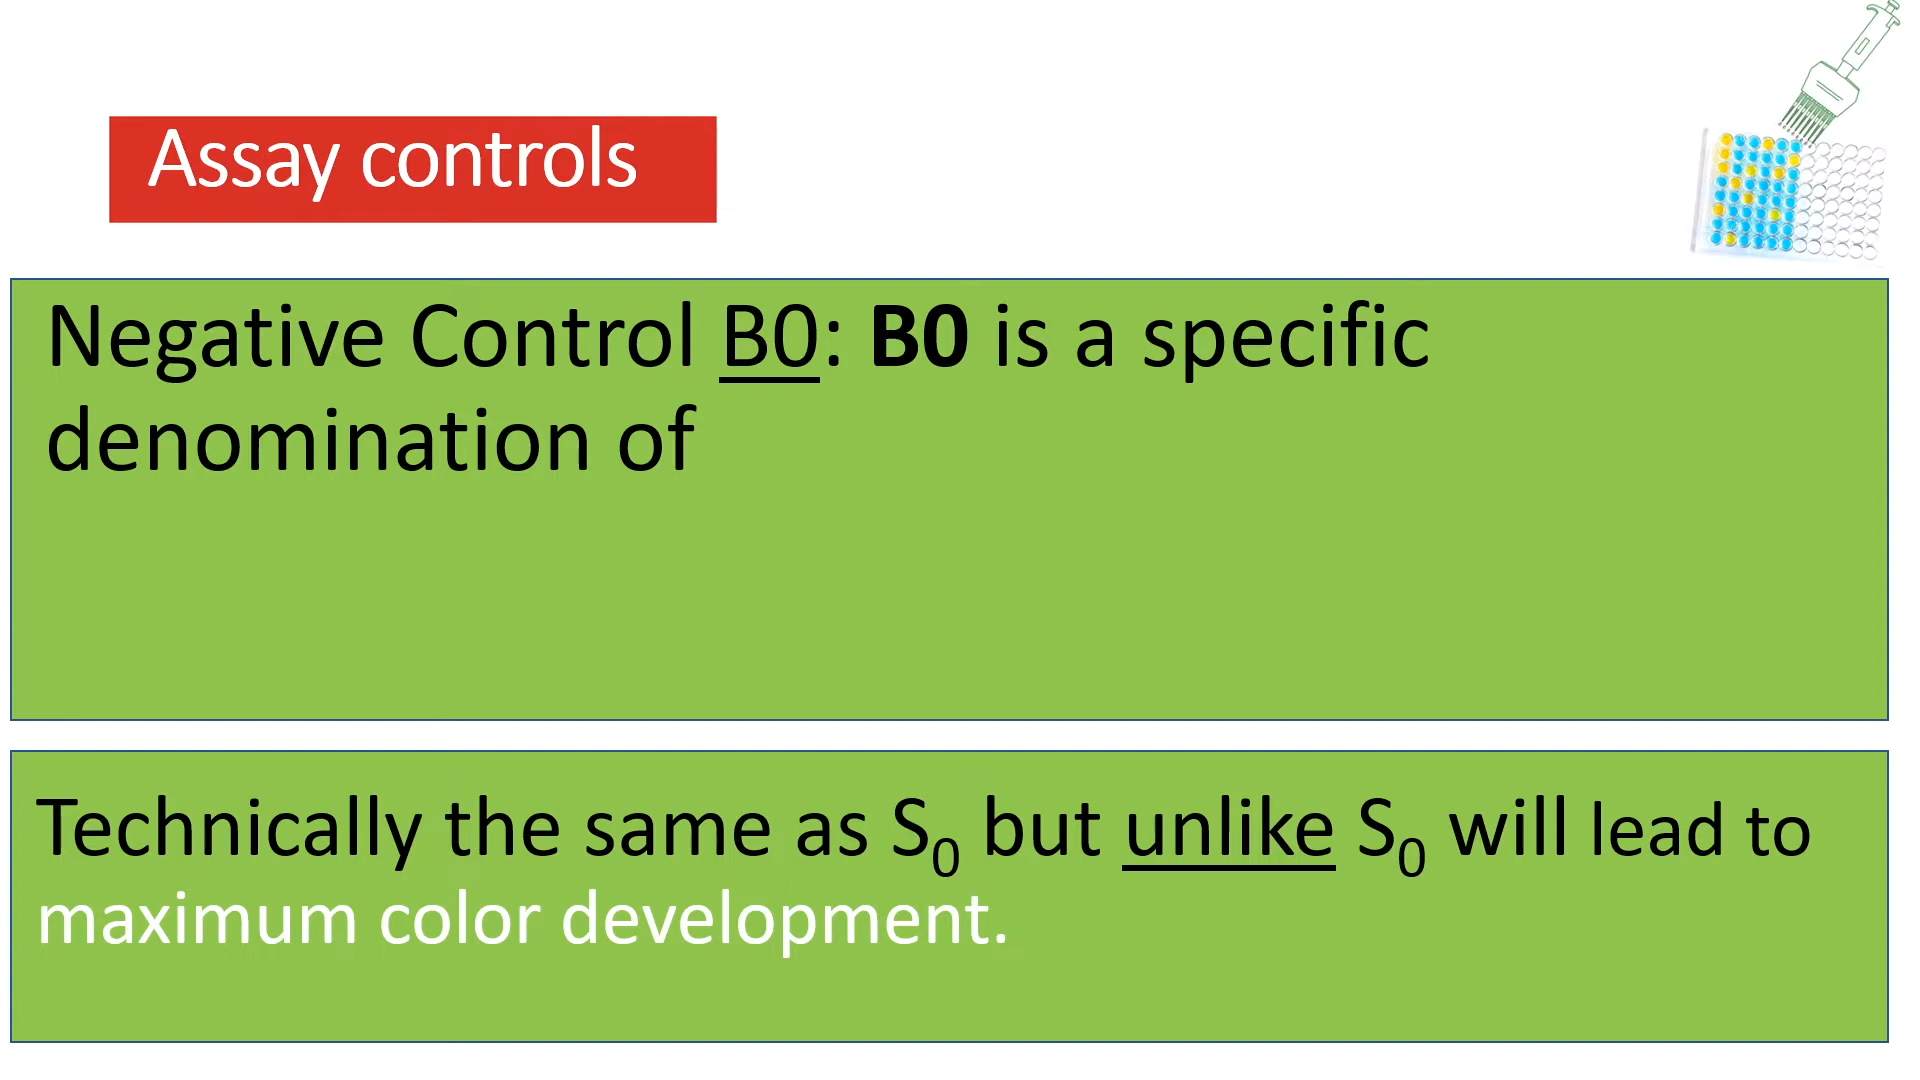 Assay controls
Negative Control B0: B0 is a specific
denomination of
Technically the same as S₀ but unlike S₀ will lead to
maximum color development.